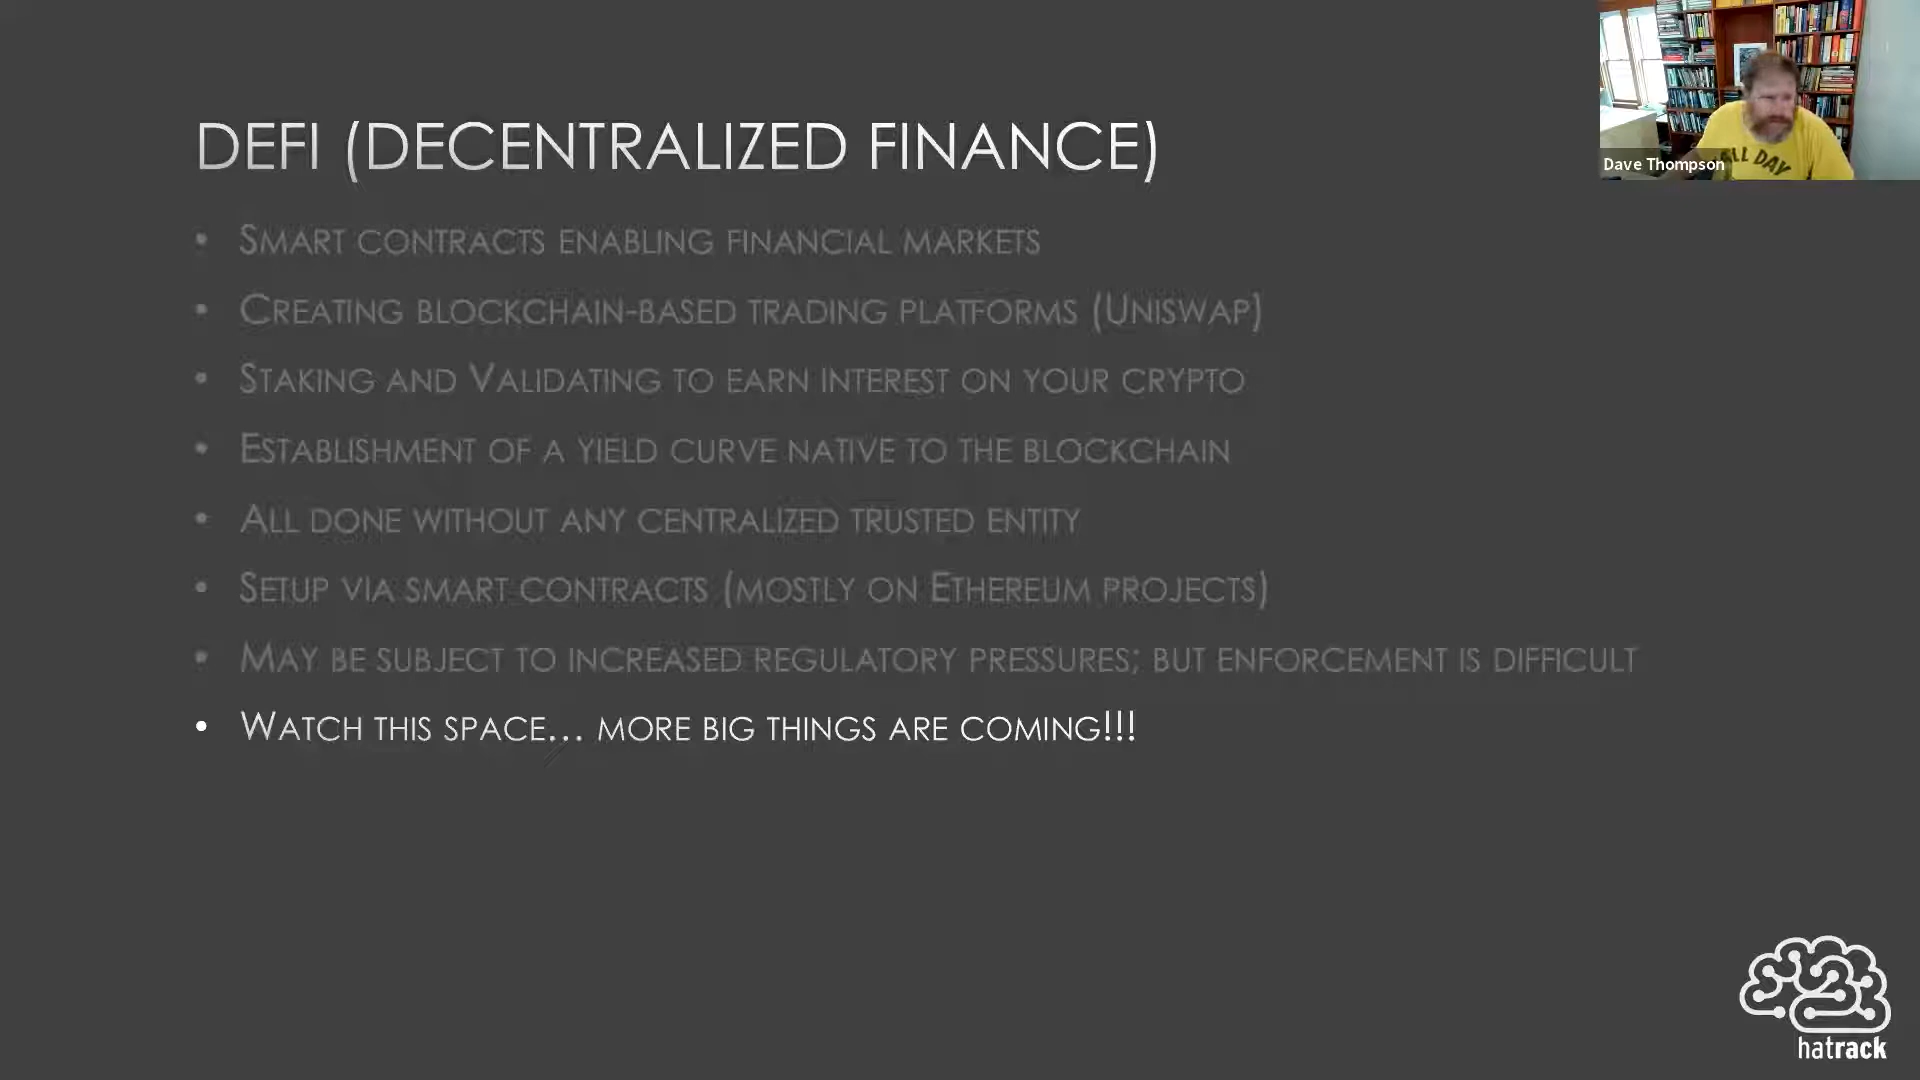 DEFI (DECENTRALIZED FINANCE)
• SMART CONTRACTS ENABLING FINANCIAL MARKETS
• CREATING BLOCKCHAIN-BASED TRADING PLATFORMS (UNISWAP)
• STAKING AND VALIDATING TO EARN INTEREST ON YOUR CRYPTO
• ESTABLISHMENT OF A YIELD CURVE NATIVE TO THE BLOCKCHAIN
• ALL DONE WITHOUT ANY CENTRALIZED TRUSTED ENTITY
• SETUP VIA SMART CONTRACTS (MOSTLY ON ETHEREUM PROJECTS)
• MAY BE SUBJECT TO INCREASED REGULATORY PRESSURES; BUT ENFORCEMENT IS DIFFICULT
• WATCH THIS SPACE... MORE BIG THINGS ARE COMING!!!
Dave Thompson
ALL DAY
hatrack